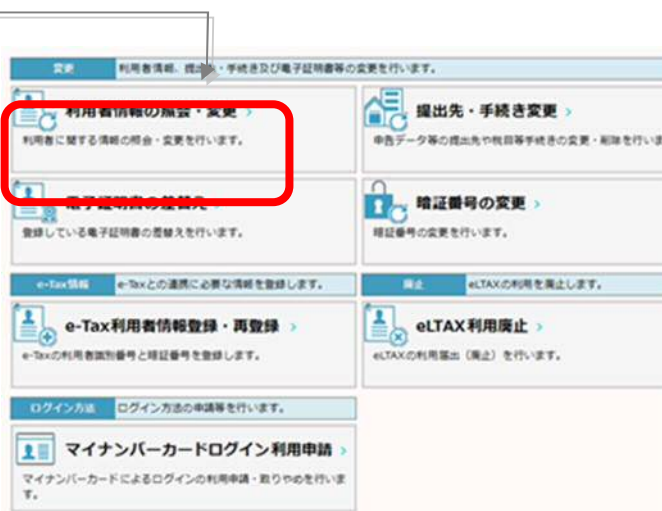 変更 利用者情報、提出先・手続き及び電子証明書等の変更を行います。
利用者情報の照会・変更
利用者に関する情報の照会・変更を行います。
提出先・手続き変更
申告データ等の提出先や税目等手続きの変更・削除を行いま
電子証明書の差替え
登録している電子証明書の差替えを行います。
暗証番号の変更
暗証番号の変更を行います。
e-Tax情報 e-Taxとの連携に必要な情報を登録します。
廃止 eLTAXの利用を廃止します。
e-Tax利用者情報登録・再登録
e-Taxの利用者識別番号と暗証番号を登録します。
eLTAX利用廃止
eLTAXの利用届出（廃止）を行います。
ログイン方法 ログイン方法の申請等を行います。
マイナンバーカードログイン利用申請
マイナンバーカードによるログインの利用申請・取りやめを行いま
す。